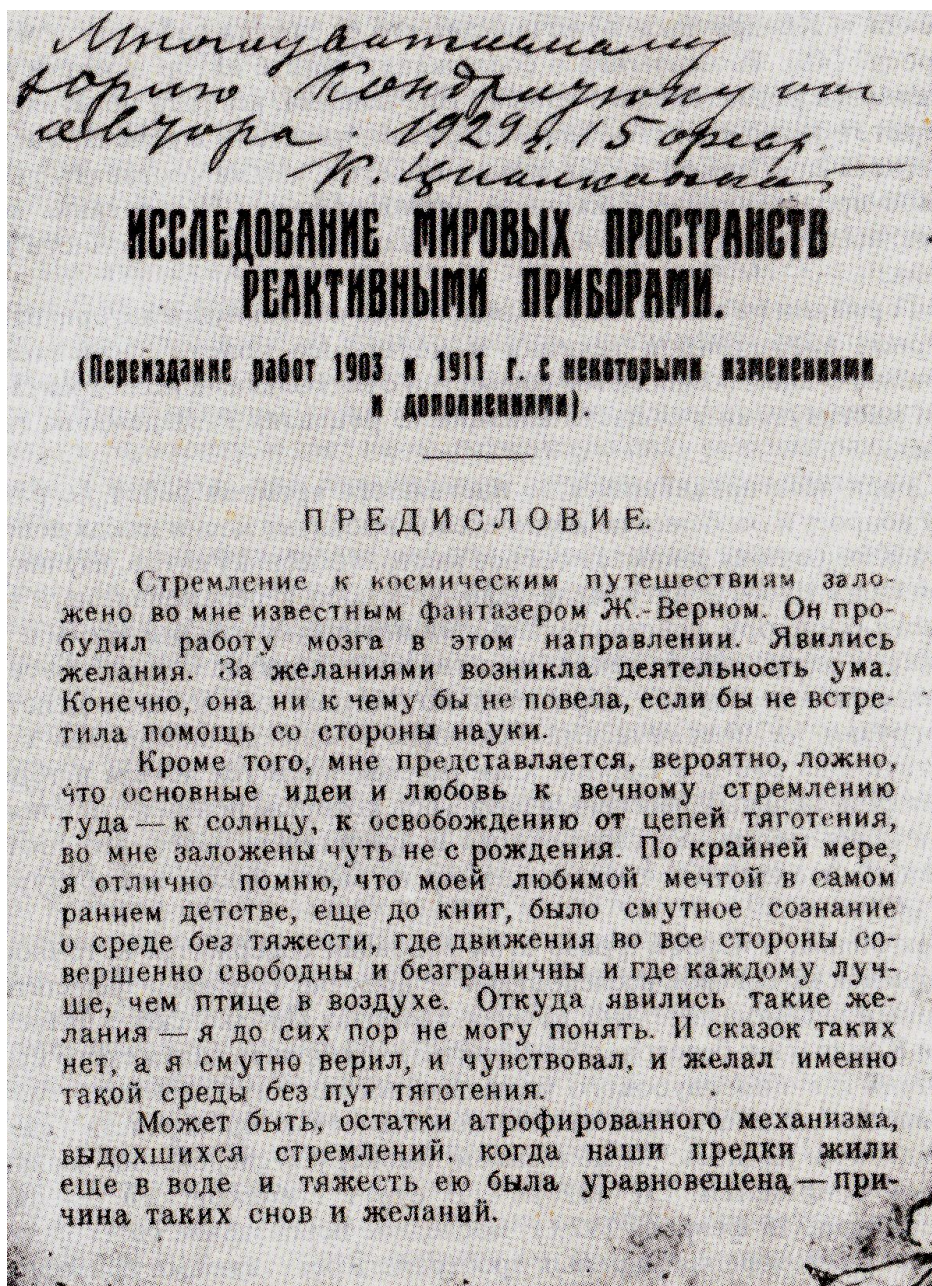 Многоуважаемому
Юрию Кондратюку от
автора. 1929 г. 15 февр.
К. Циолковский
ИССЛЕДОВАНИЕ МИРОВЫХ ПРОСТРАНСТВ
РЕАКТИВНЫМИ ПРИБОРАМИ.
(Переиздание работ 1903 и 1911 г. с некоторыми изменениями
и дополнениями).
ПРЕДИСЛОВИЕ.
Стремление к космическим путешествиям зало-
жено во мне известным фантазером Ж.-Верном. Он про-
будил работу мозга в этом направлении. Явились
желания. За желаниями возникла деятельность ума.
Конечно, она ни к чему бы не повела, если бы не встре-
тила помощь со стороны науки.
Кроме того, мне представляется, вероятно, ложно,
что основные идеи и любовь к вечному стремлению
туда — к солнцу, к освобождению от цепей тяготения,
во мне заложены чуть не с рождения. По крайней мере,
я отлично помню, что моей любимой мечтой в самом
раннем детстве, еще до книг, было смутное сознание
о среде без тяжести, где движения во все стороны со-
вершенно свободны и безграничны и где каждому луч-
ше, чем птице в воздухе. Откуда явились такие же-
лания — я до сих пор не могу понять. И сказок таких
нет, а я смутно верил, и чувствовал, и желал именно
такой среды без пут тяготения.
Может быть, остатки атрофированного механизма,
выдохшихся стремлений, когда наши предки жили
еще в воде и тяжесть ею была уравновешена — при-
чина таких снов и желаний.